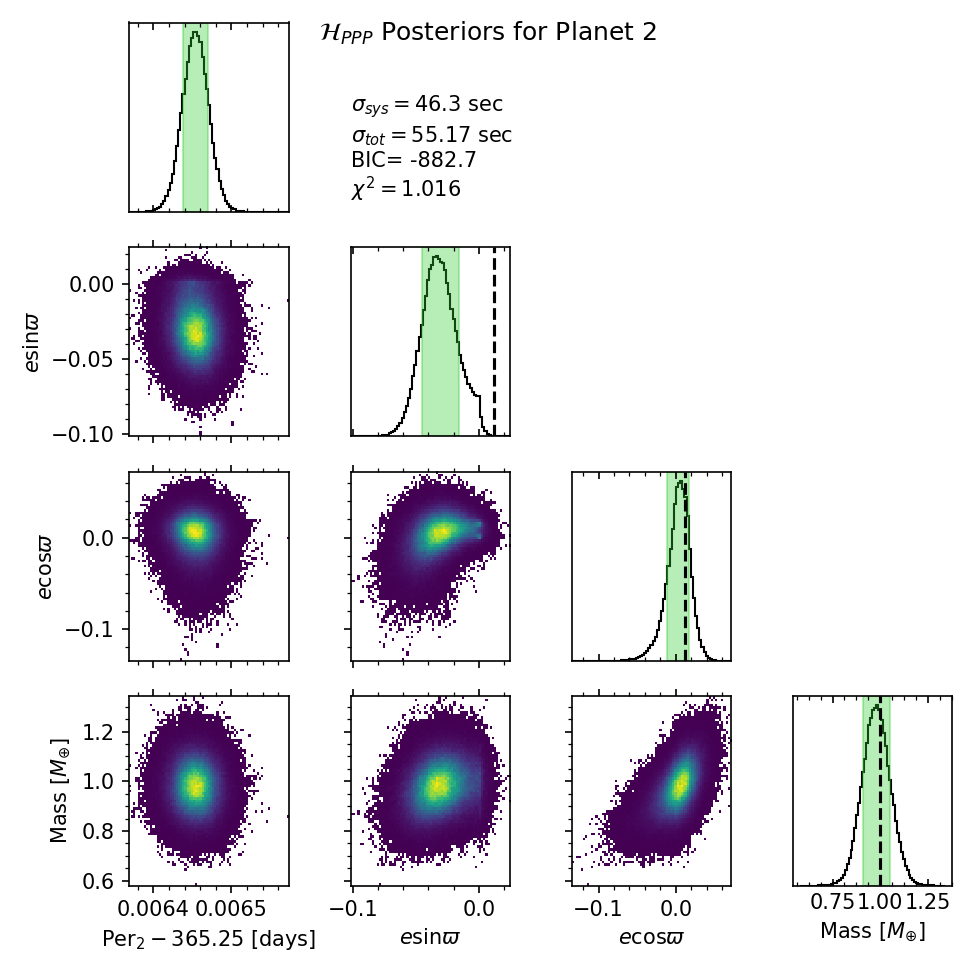 𝓗_PPP Posteriors for Planet 2
σ_sys = 46.3 sec
σ_tot = 55.17 sec
BIC= -882.7
χ² = 1.016
0.00
−0.05
−0.10
esinϖ
0.0
−0.1
ecosϖ
1.2
1.0
0.8
0.6
Mass [M⊕]
0.0064 0.0065
Per₂ − 365.25 [days]
−0.1 0.0
esinϖ
−0.1 0.0
ecosϖ
0.75 1.00 1.25
Mass [M⊕]